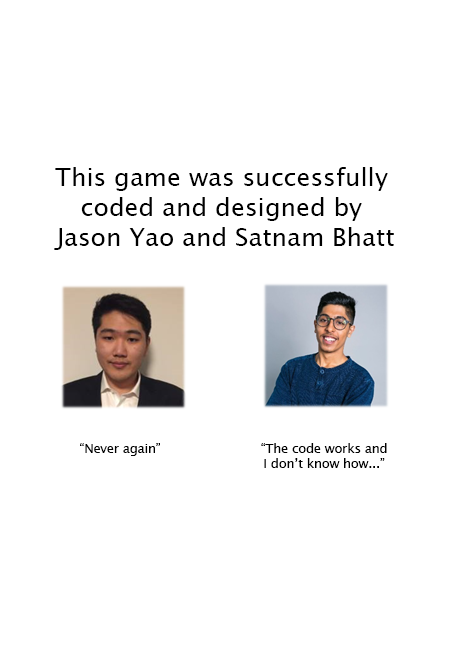 This game was successfully
coded and designed by
Jason Yao and Satnam Bhatt
“Never again”
“The code works and
I don’t know how...”